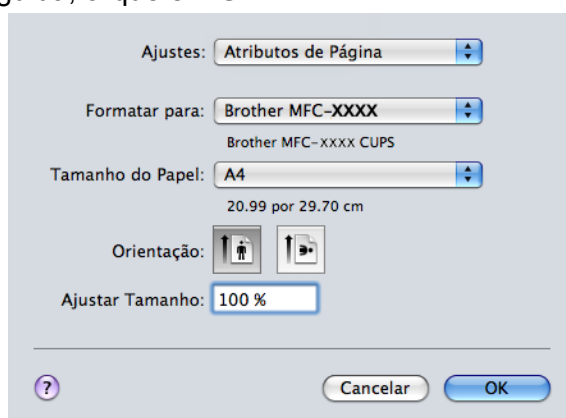 Ajustes: Atributos de Página
Formatar para: Brother MFC-XXXX
Brother MFC-XXXX CUPS
Tamanho do Papel: A4
20.99 por 29.70 cm
Orientação:
Ajustar Tamanho: 100 %
? Cancelar OK